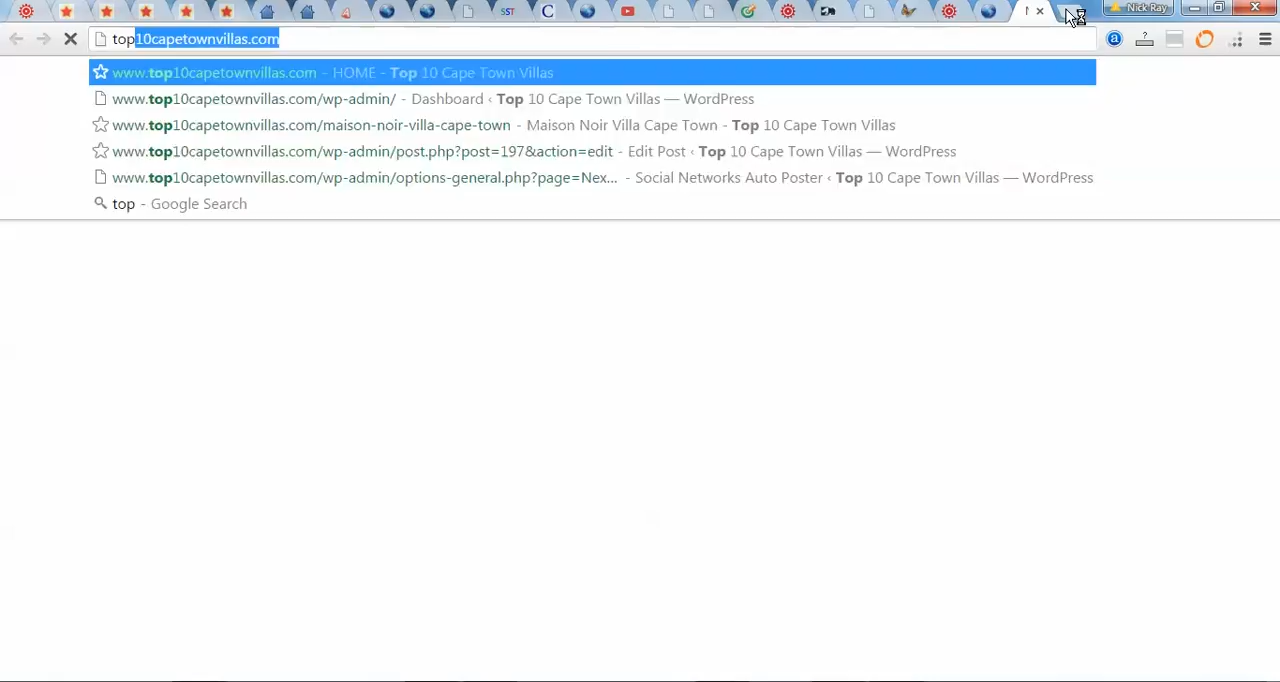 SST C Nick Ray
top10capetownvillas.com
www.top10capetownvillas.com - HOME - Top 10 Cape Town Villas
www.top10capetownvillas.com/wp-admin/ - Dashboard ‹ Top 10 Cape Town Villas — WordPress
www.top10capetownvillas.com/maison-noir-villa-cape-town - Maison Noir Villa Cape Town - Top 10 Cape Town Villas
www.top10capetownvillas.com/wp-admin/post.php?post=197&action=edit - Edit Post ‹ Top 10 Cape Town Villas — WordPress
www.top10capetownvillas.com/wp-admin/options-general.php?page=Nex... - Social Networks Auto Poster ‹ Top 10 Cape Town Villas — WordPress
top - Google Search